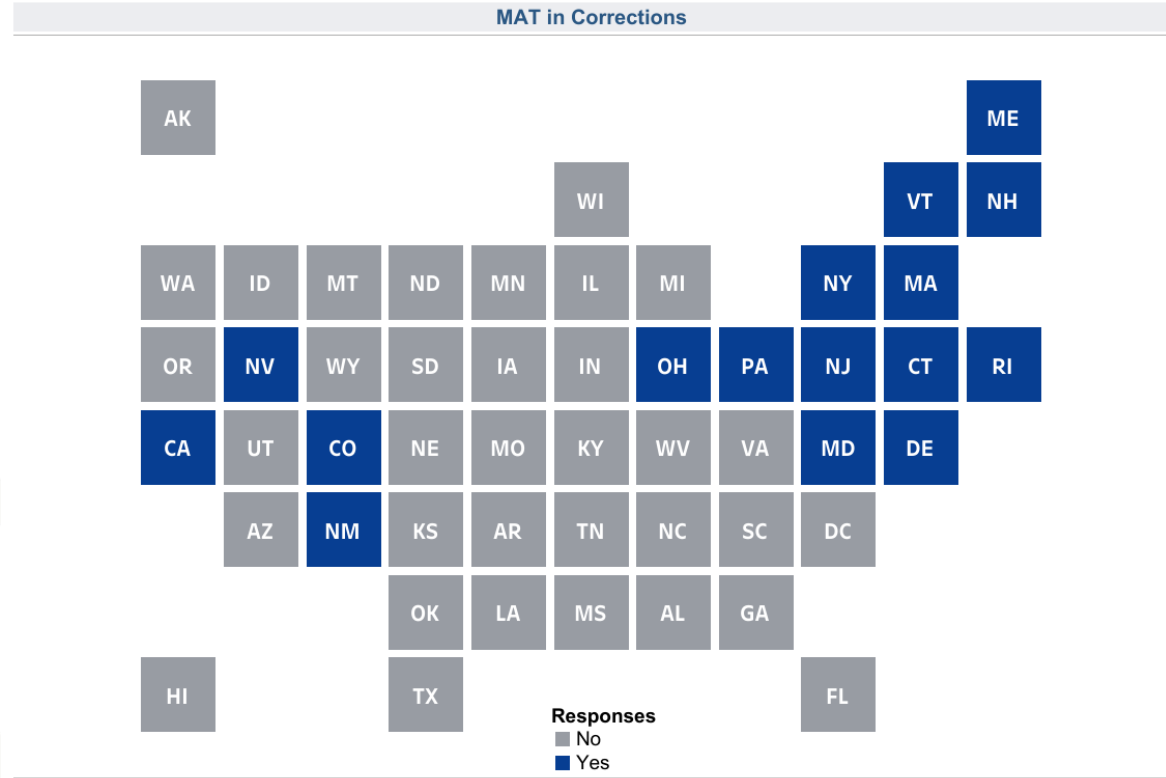 MAT in Corrections
AK ME
WI VT NH
WA ID MT ND MN IL MI NY MA
OR NV WY SD IA IN OH PA NJ CT RI
CA UT CO NE MO KY WV VA MD DE
AZ NM KS AR TN NC SC DC
OK LA MS AL GA
HI TX FL
Responses
No
Yes